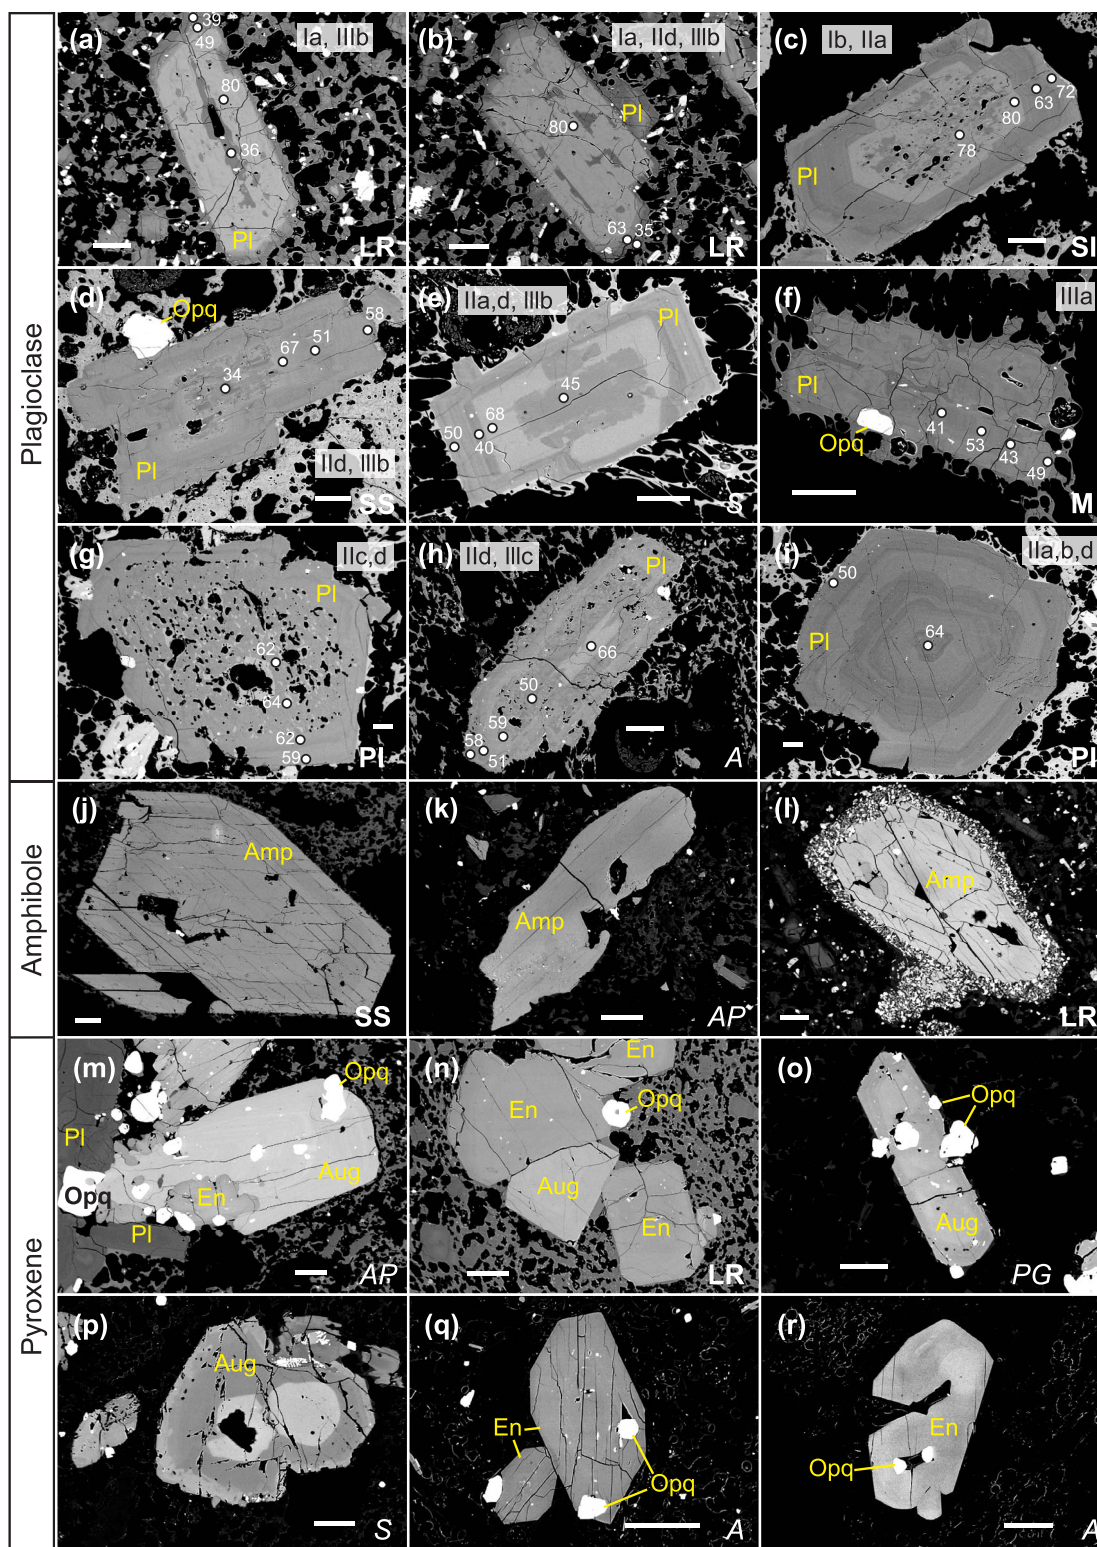 Plagioclase
(a)
Ia, IIIb
39
49
80
36
Pl
LR
(b)
Ia, IId, IIIb
Pl
80
63
35
LR
(c)
Ib, IIa
72
63
80
78
Pl
SI
(d)
Opq
58
51
67
34
Pl
IId, IIIb
SS
(e)
IIa,d, IIIb
Pl
45
68
50
40
S
(f)
IIIa
Pl
Opq
41
53
43
49
M
(g)
IIc,d
Pl
62
64
62
59
PI
(h)
IId, IIIc
Pl
66
50
59
68
51
A
(i)
IIa,b,d
50
Pl
64
PI
Amphibole
(j)
Amp
SS
(k)
Amp
AP
(l)
Amp
LR
Pyroxene
(m)
Opq
Pl
Opq
En
Aug
Pl
AP
(n)
En
En
Opq
Aug
En
LR
(o)
Opq
Aug
PG
(p)
Aug
S
(q)
En
Opq
A
(r)
En
Opq
A